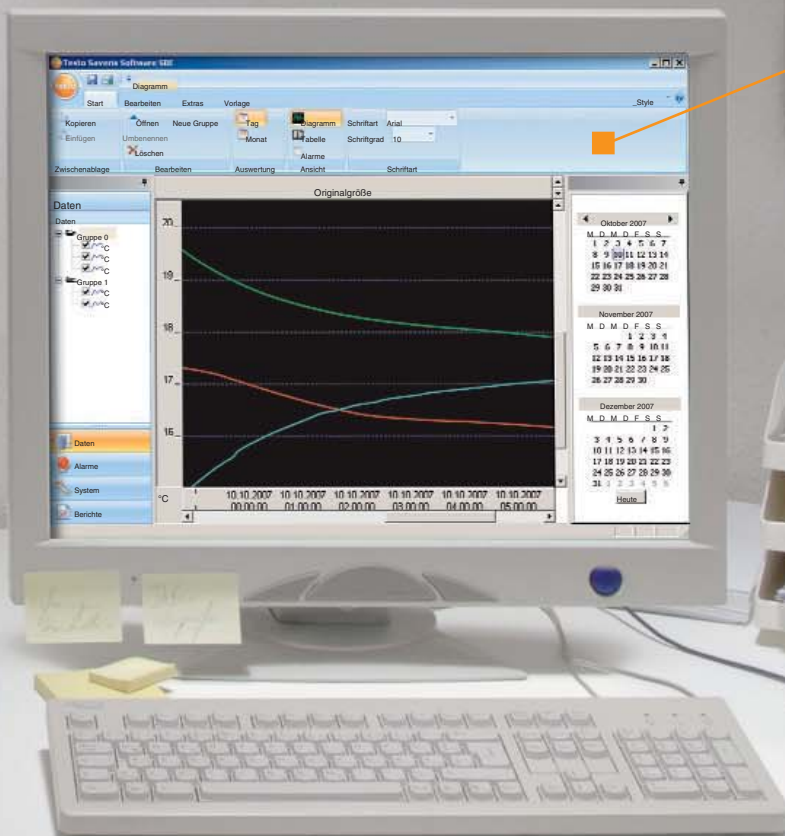 Testo Saveris Software SBE
Diagramm
Start Bearbeiten Extras Vorlage _Style
Kopieren Öffnen Neue Gruppe Tag Diagramm Schriftart Arial
Einfügen Umbenennen Monat Tabelle Schriftgrad 10
Löschen Alarme
Zwischenablage Bearbeiten Auswertung Ansicht Schriftart
Daten
Daten
Gruppe 0
°C
°C
°C
Gruppe 1
°C
Daten
Alarme
System
Berichte
Originalgröße
20
19
18
17
16
°C
10.10.2007 10.10.2007 10.10.2007 10.10.2007 10.10.2007 10.10.2007
00:00:00 01:00:00 02:00:00 03:00:00 04:00:00 05:00:00
Oktober 2007
M D M D F S S
1 2 3 4 5 6 7
8 9 10 11 12 13 14
15 16 17 18 19 20 21
22 23 24 25 26 27 28
29 30 31
November 2007
M D M D F S S
1 2 3 4
5 6 7 8 9 10 11
12 13 14 15 16 17 18
19 20 21 22 23 24 25
26 27 28 29 30
Dezember 2007
M D M D F S S
1 2
3 4 5 6 7 8 9
10 11 12 13 14 15 16
17 18 19 20 21 22 23
24 25 26 27 28 29 30
31 1 2 3 4 5 6
Heute